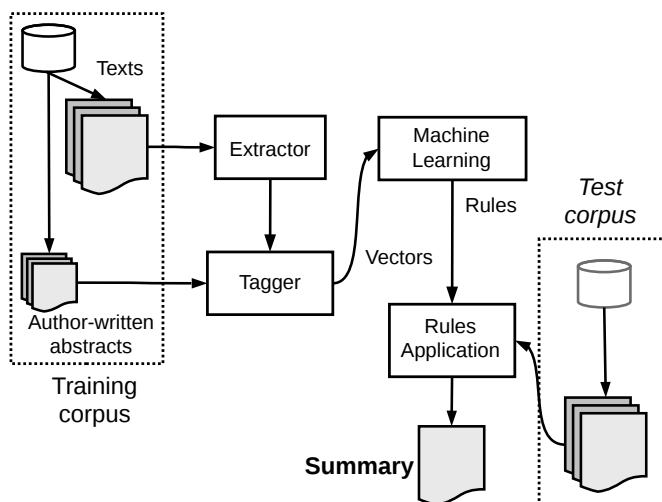 Texts
Extractor
Machine
Learning
Rules
Test
corpus
Tagger
Vectors
Author-written
abstracts
Rules
Application
Training
corpus
Summary